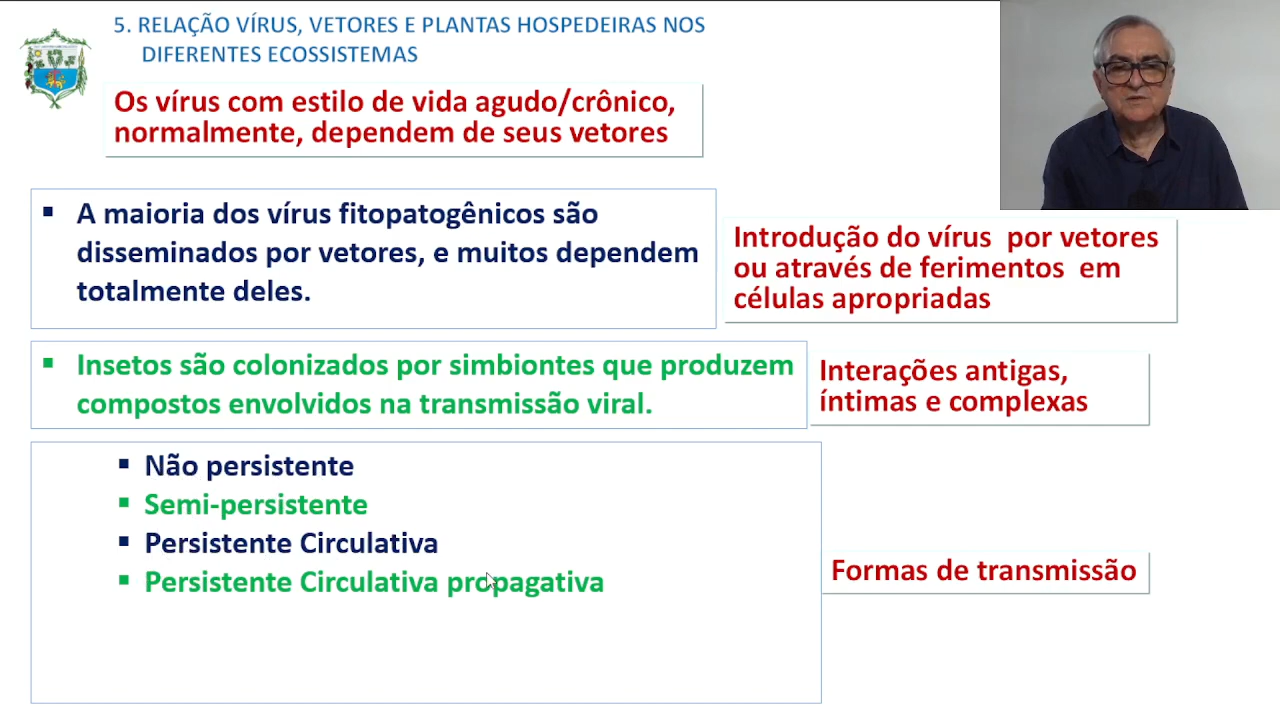 5. RELAÇÃO VÍRUS, VETORES E PLANTAS HOSPEDEIRAS NOS
DIFERENTES ECOSSISTEMAS
Os vírus com estilo de vida agudo/crônico,
normalmente, dependem de seus vetores
▪ A maioria dos vírus fitopatogênicos são
disseminados por vetores, e muitos dependem
totalmente deles.
Introdução do vírus por vetores
ou através de ferimentos em
células apropriadas
▪ Insetos são colonizados por simbiontes que produzem
compostos envolvidos na transmissão viral.
Interações antigas,
íntimas e complexas
▪ Não persistente
▪ Semi-persistente
▪ Persistente Circulativa
▪ Persistente Circulativa propagativa
Formas de transmissão